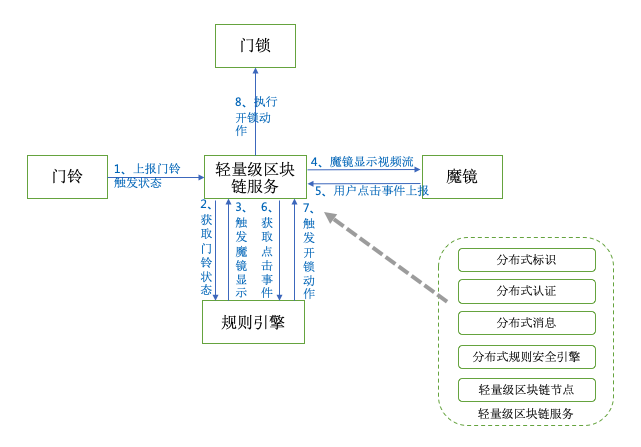 门锁
8、执行
开锁动
作
门铃
1、上报门铃
触发状态
轻量级区块
链服务
4、魔镜显示视频流
5、用户点击事件上报
魔镜
2、获取门铃状态
3、触发魔镜显示
6、获取点击事件
7、触发开锁动作
规则引擎
分布式标识
分布式认证
分布式消息
分布式规则安全引擎
轻量级区块链节点
轻量级区块链服务